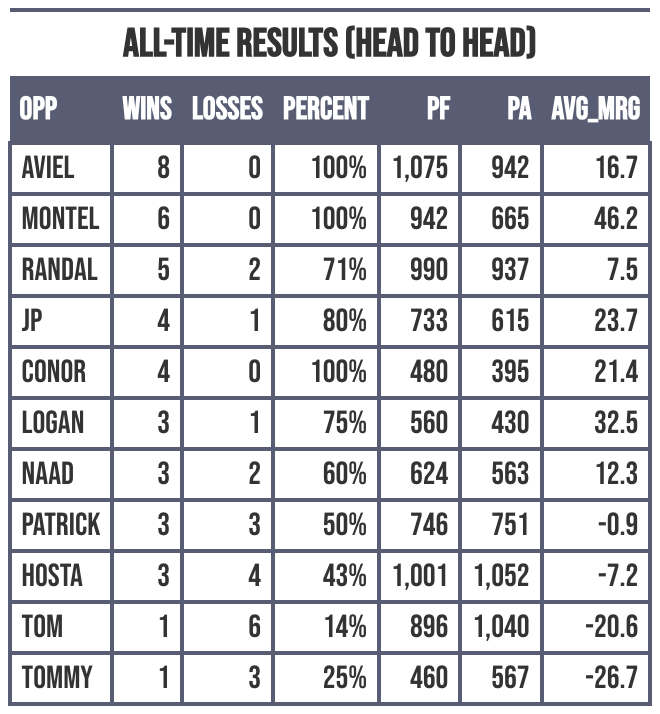 ALL-TIME RESULTS (HEAD TO HEAD)
OPP WINS LOSSES PERCENT PF PA AVG_MRG
AVIEL 8 0 100% 1,075 942 16.7
MONTEL 6 0 100% 942 665 46.2
RANDAL 5 2 71% 990 937 7.5
JP 4 1 80% 733 615 23.7
CONOR 4 0 100% 480 395 21.4
LOGAN 3 1 75% 560 430 32.5
NAAD 3 2 60% 624 563 12.3
PATRICK 3 3 50% 746 751 -0.9
HOSTA 3 4 43% 1,001 1,052 -7.2
TOM 1 6 14% 896 1,040 -20.6
TOMMY 1 3 25% 460 567 -26.7